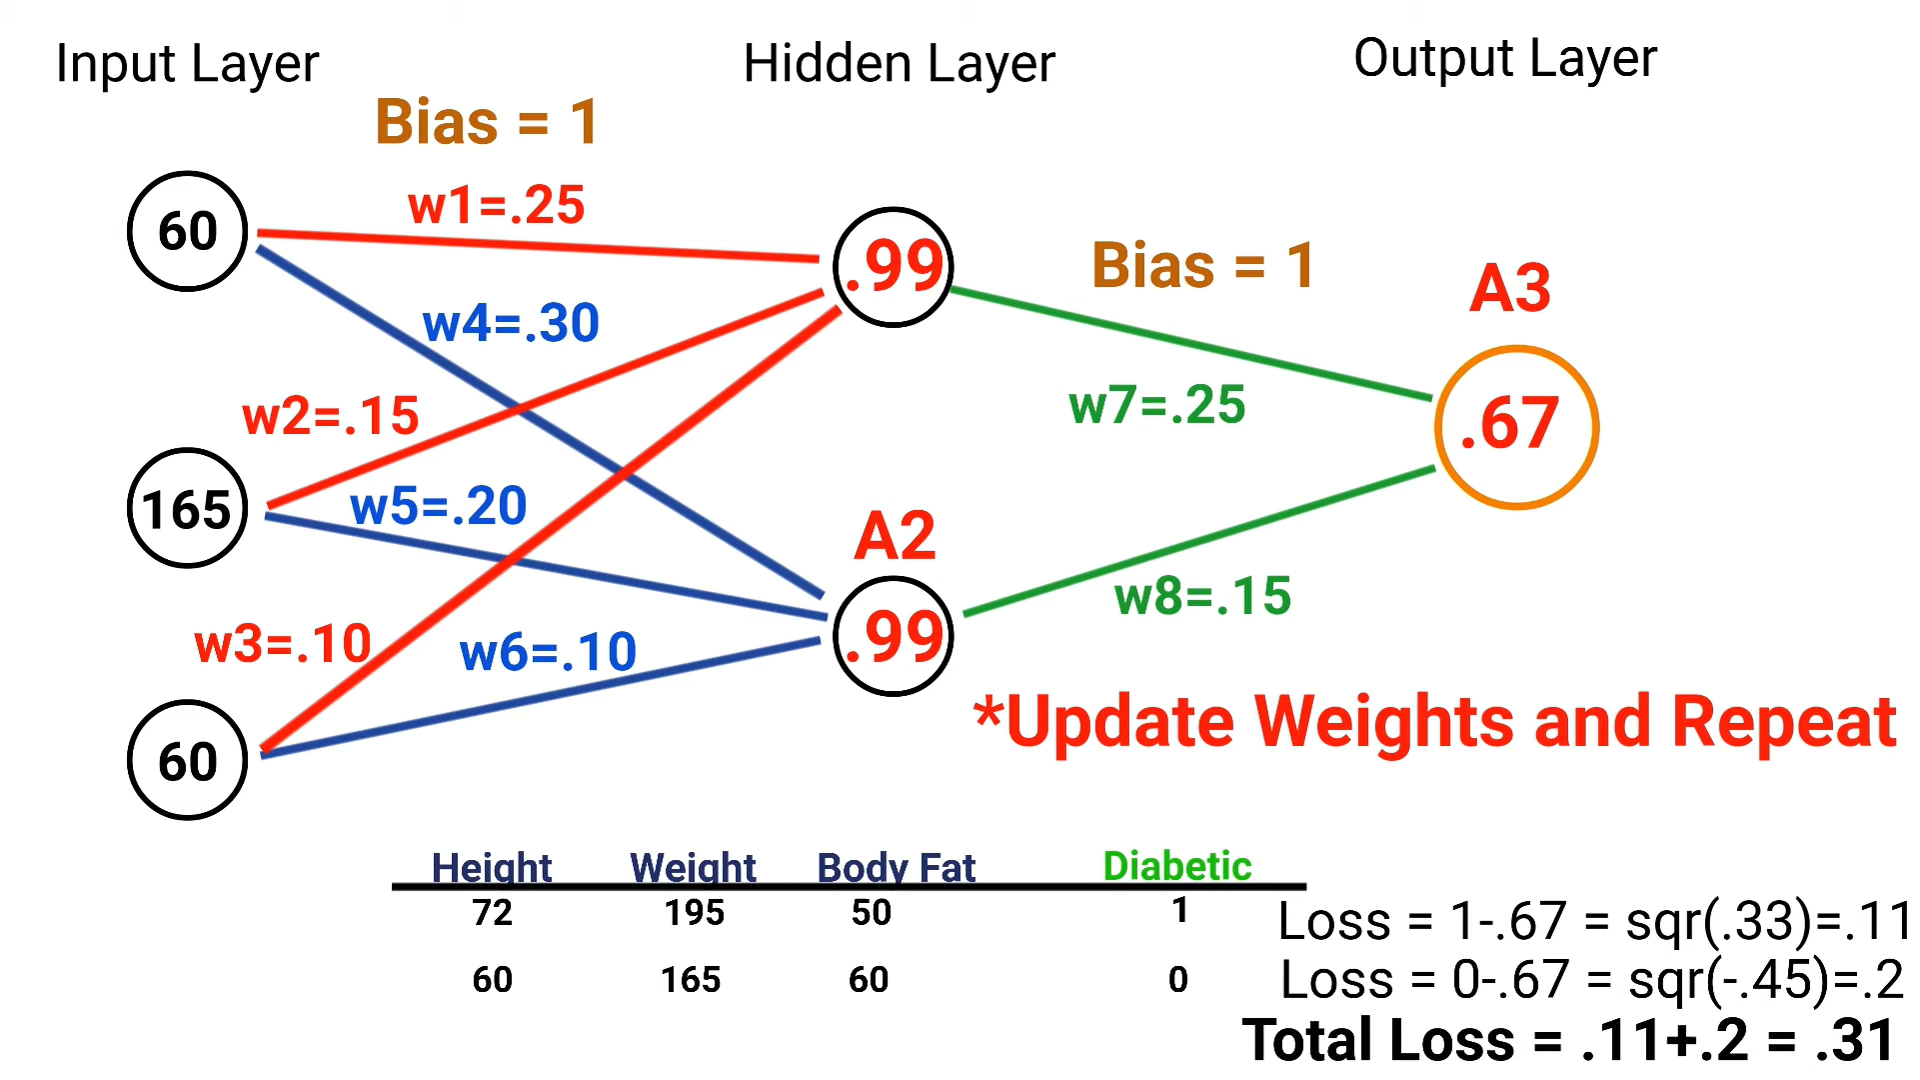 Input Layer
Hidden Layer
Output Layer
Bias = 1
w1=.25
60
.99
Bias = 1
A3
w4=.30
w2=.15
w7=.25
.67
165
w5=.20
A2
w8=.15
w3=.10
w6=.10
.99
60
*Update Weights and Repeat
Height Weight Body Fat Diabetic
72 195 50 1
Loss = 1-.67 = sqr(.33)=.11
60 165 60 0
Loss = 0-.67 = sqr(-.45)=.2
Total Loss = .11+.2 = .31